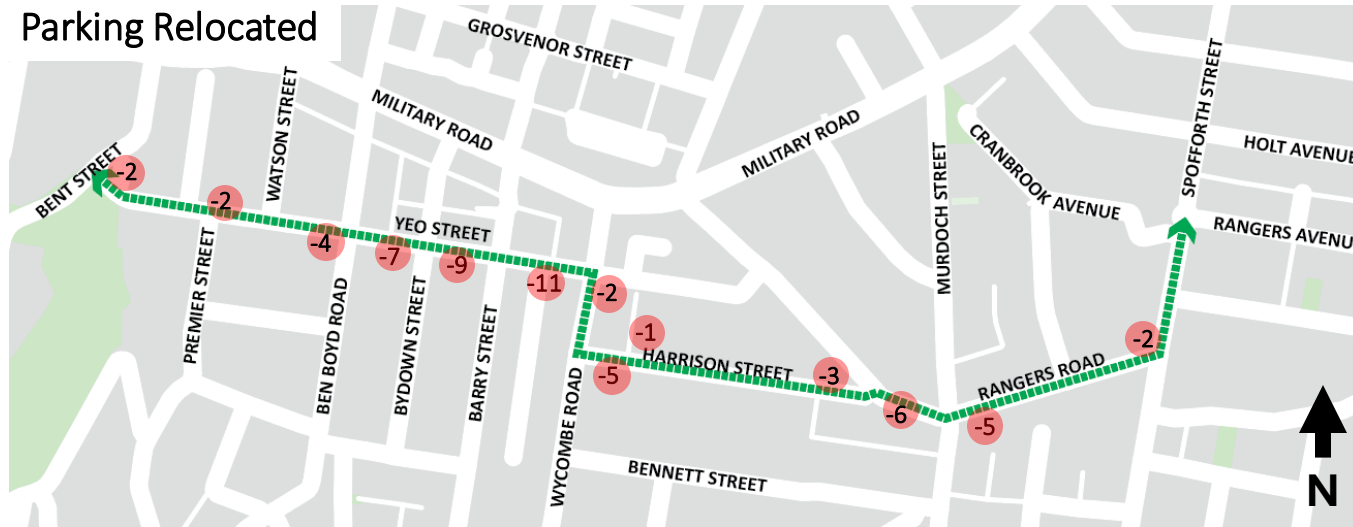 Parking Relocated
GROSVENOR STREET
MILITARY ROAD
MILITARY ROAD
WATSON STREET
BENT STREET
-2
-2
-4
-7
-9
-11
-2
-1
-5
-3
-6
-5
-2
YEO STREET
PREMIER STREET
BEN BOYD ROAD
BYDOWN STREET
BARRY STREET
WYCOMBE ROAD
HARRISON STREET
BENNETT STREET
MURDOCH STREET
RANGERS ROAD
CRANBROOK AVENUE
SPOFFORTH STREET
HOLT AVENUE
RANGERS AVENU
N